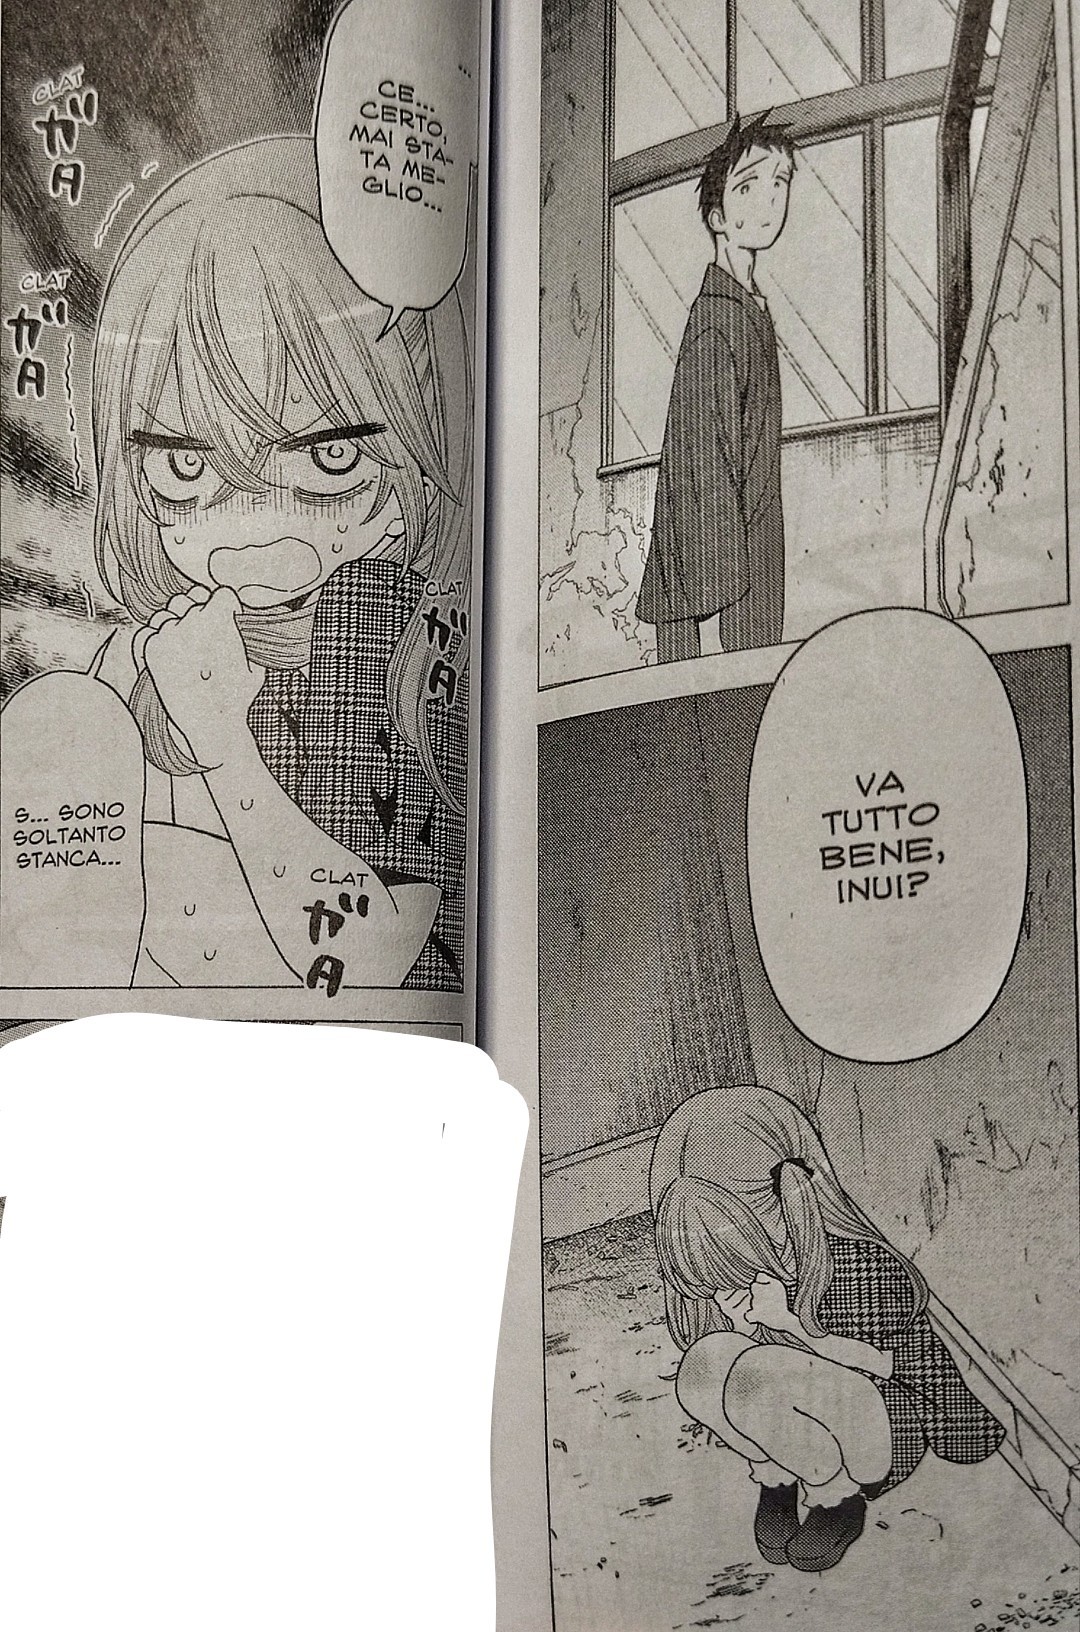 VA
TUTTO
BENE,
INUI?
...
CE...
CERTO,
MAI STA-
TA ME-
GLIO...
CLAT
ガタ
CLAT
ガタ
CLAT
ガタ
S... SONO
SOLTANTO
STANCA...
CLAT
ガタ